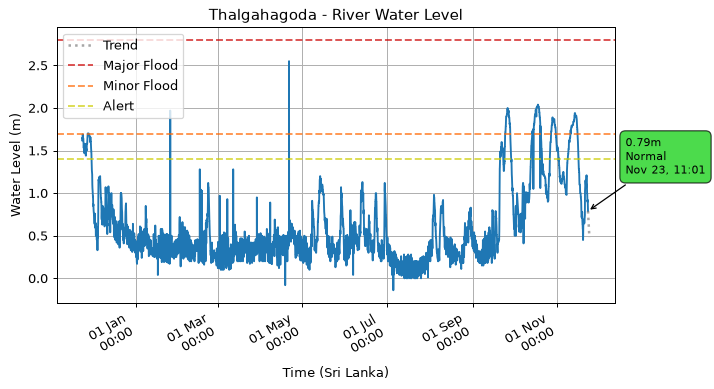 Thalgahagoda - River Water Level
Trend
Major Flood
Minor Flood
Alert
2.5
2.0
1.5
1.0
0.5
0.0
Water Level (m)
0.79m
Normal
Nov 23, 11:01
01 Jan
00:00
01 Mar
00:00
01 May
00:00
01 Jul
00:00
01 Sep
00:00
01 Nov
00:00
Time (Sri Lanka)